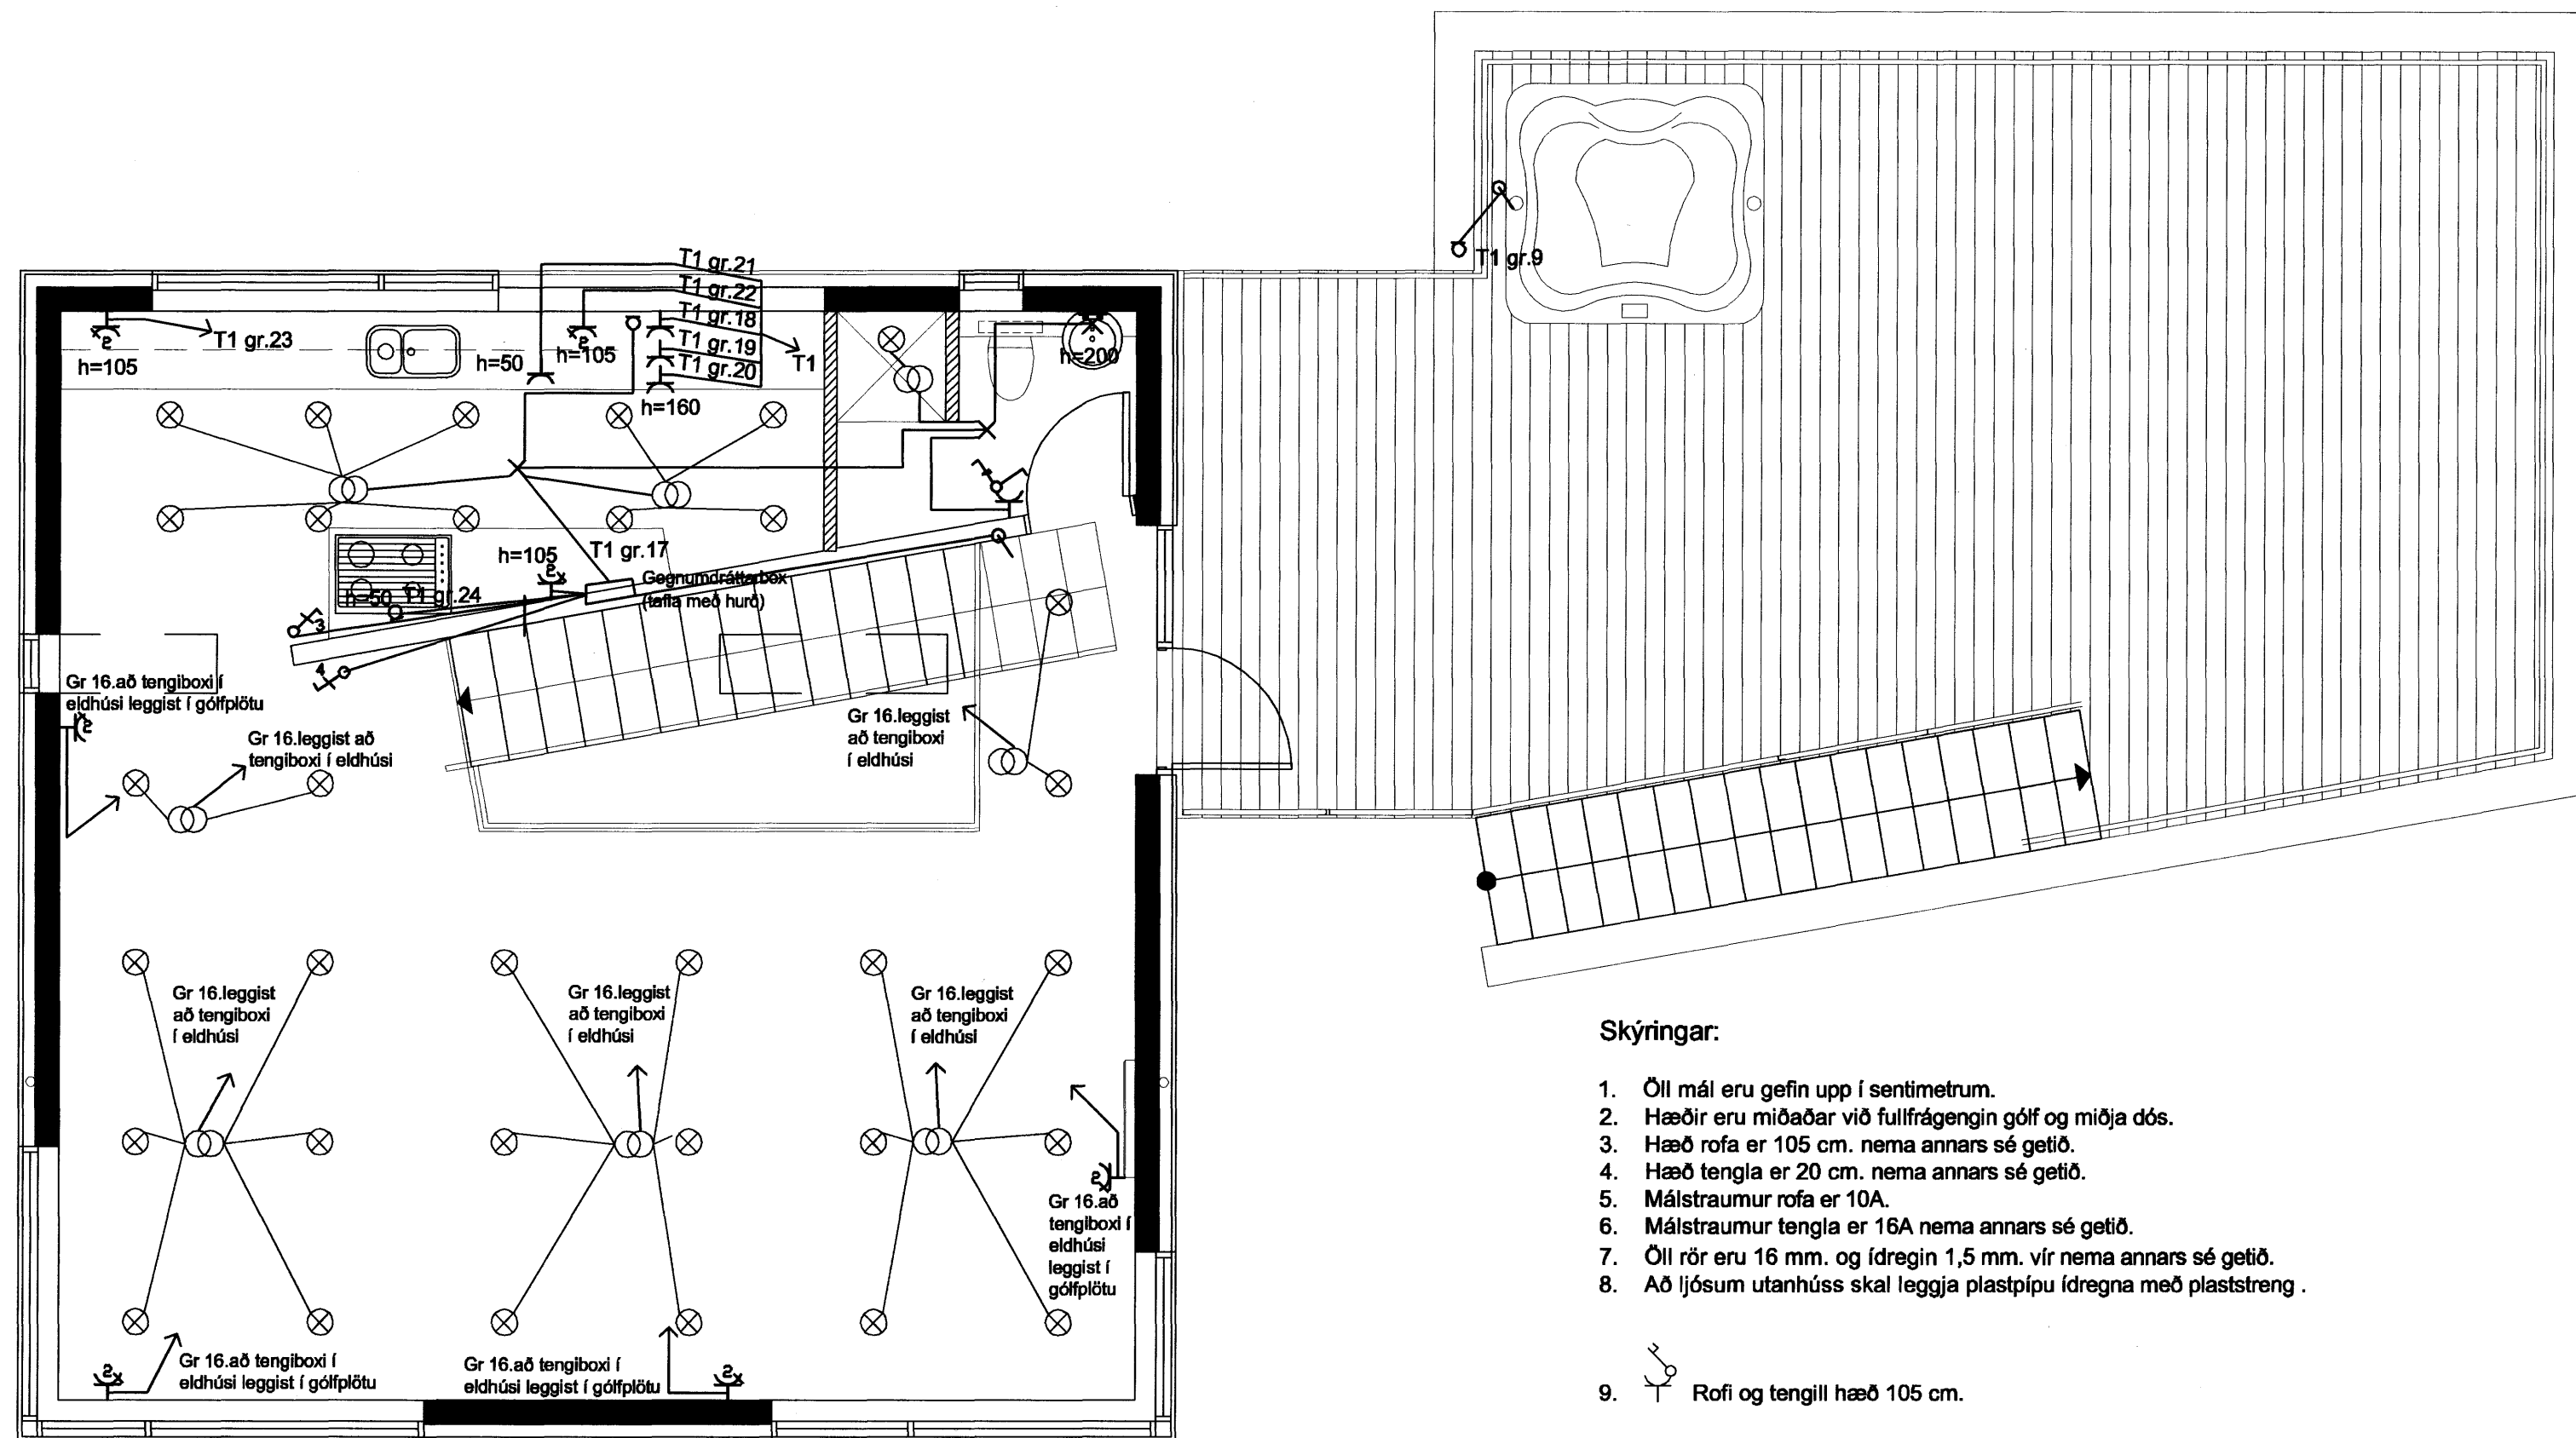 T1 gr.21
T1 gr.22
T1 gr.18
T1 gr.19
T1 gr.20
T1
T1 gr.9
T1 gr.23
h=105
h=50
h=105
h=160
h=200
h=105
T1 gr.17
Gegnumdráttarbox
(tafla með hurð)
h=50
T1 gr.24
3
4
Gr 16.að tengiboxi í
eldhúsi leggist í gólfplötu
Gr 16.leggist að
tengiboxi í eldhúsi
Gr 16.leggist
að tengiboxi
í eldhúsi
Gr 16.leggist
að tengiboxi
í eldhúsi
Gr 16.leggist
að tengiboxi
í eldhúsi
Gr 16.leggist
að tengiboxi
í eldhúsi
Gr 16.að
tengiboxi í
eldhúsi
leggist í
gólfplötu
Gr 16.að tengiboxi í
eldhúsi leggist í gólfplötu
Gr 16.að tengiboxi í
eldhúsi leggist í gólfplötu
Skýringar:
1. Öll mál eru gefin upp í sentimetrum.
2. Hæðir eru miðaðar við fullfrágengin gólf og miðja dós.
3. Hæð rofa er 105 cm. nema annars sé getið.
4. Hæð tengla er 20 cm. nema annars sé getið.
5. Málstraumur rofa er 10A.
6. Málstraumur tengla er 16A nema annars sé getið.
7. Öll rör eru 16 mm. og ídregin 1,5 mm. vír nema annars sé getið.
8. Að ljósum utanhúss skal leggja plastpípu ídregna með plaststreng .
9. Rofi og tengill hæð 105 cm.